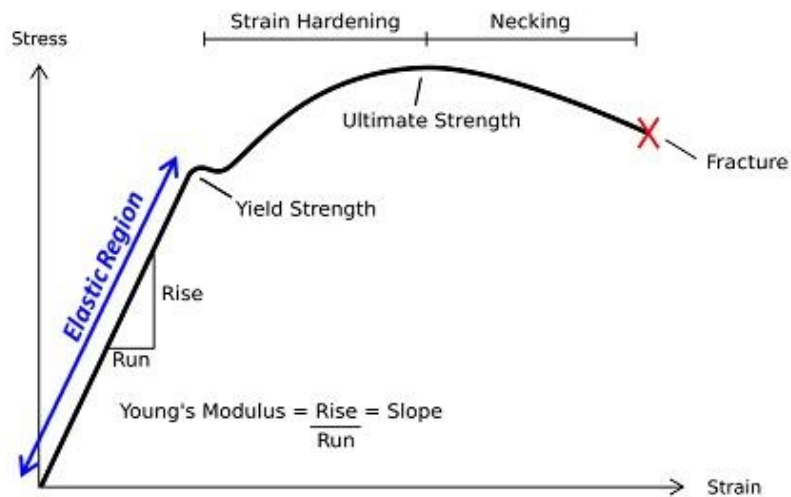 Strain Hardening
Necking
Stress
Ultimate Strength
Fracture
Yield Strength
Elastic Region
Rise
Run
Young's Modulus = Rise = Slope
Run
Strain